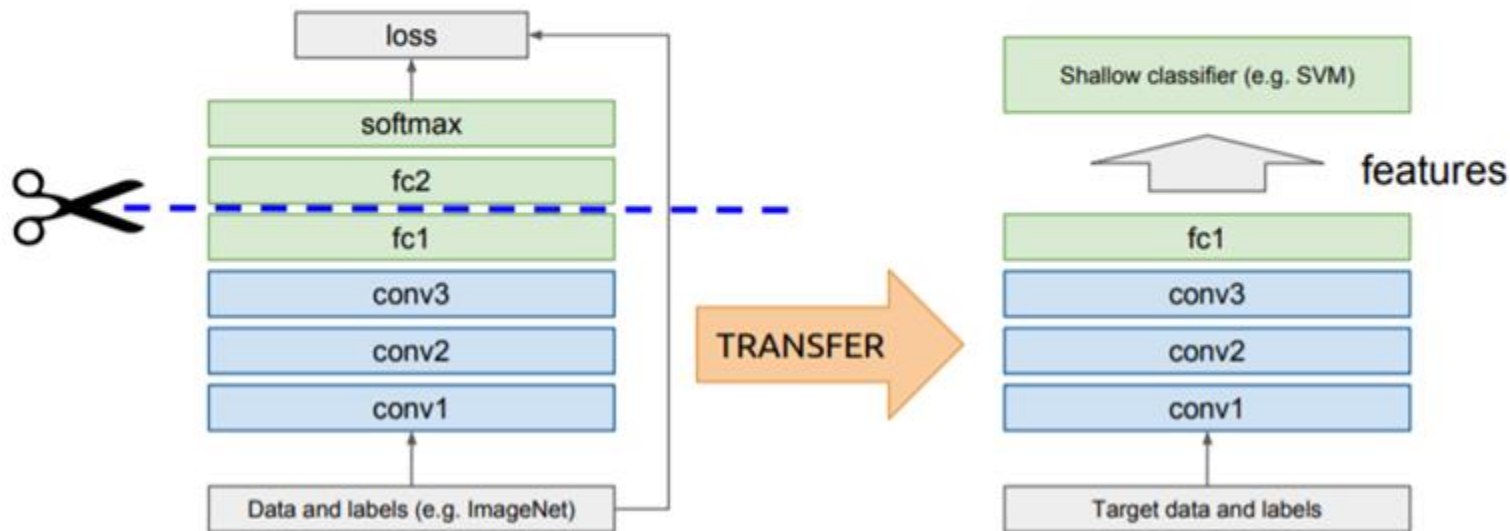 loss
softmax
fc2
fc1
conv3
conv2
conv1
Data and labels (e.g. ImageNet)
TRANSFER
Shallow classifier (e.g. SVM)
features
fc1
conv3
conv2
conv1
Target data and labels